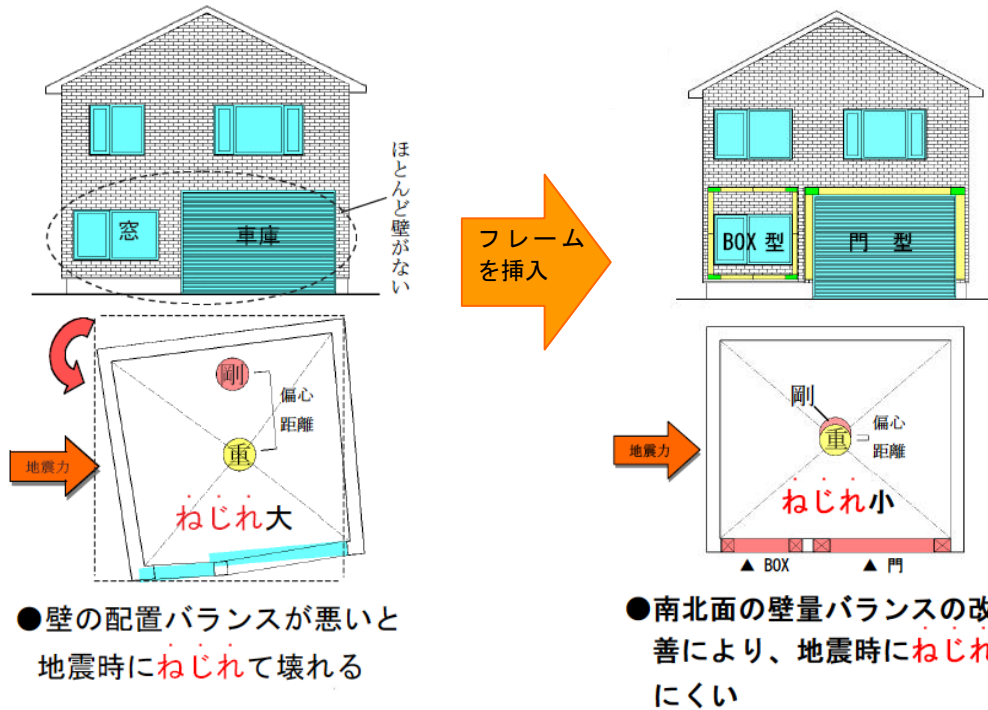 窓
車庫
ほとんど壁がない
フレーム
を挿入
BOX 型
門 型
剛
偏心
距離
重
地震力
ねじれ大
●壁の配置バランスが悪いと
地震時にねじれて壊れる
剛
偏心
距離
重
地震力
ねじれ小
▲ BOX
▲ 門
●南北面の壁量バランスの改
善により、地震時にねじれ
にくい